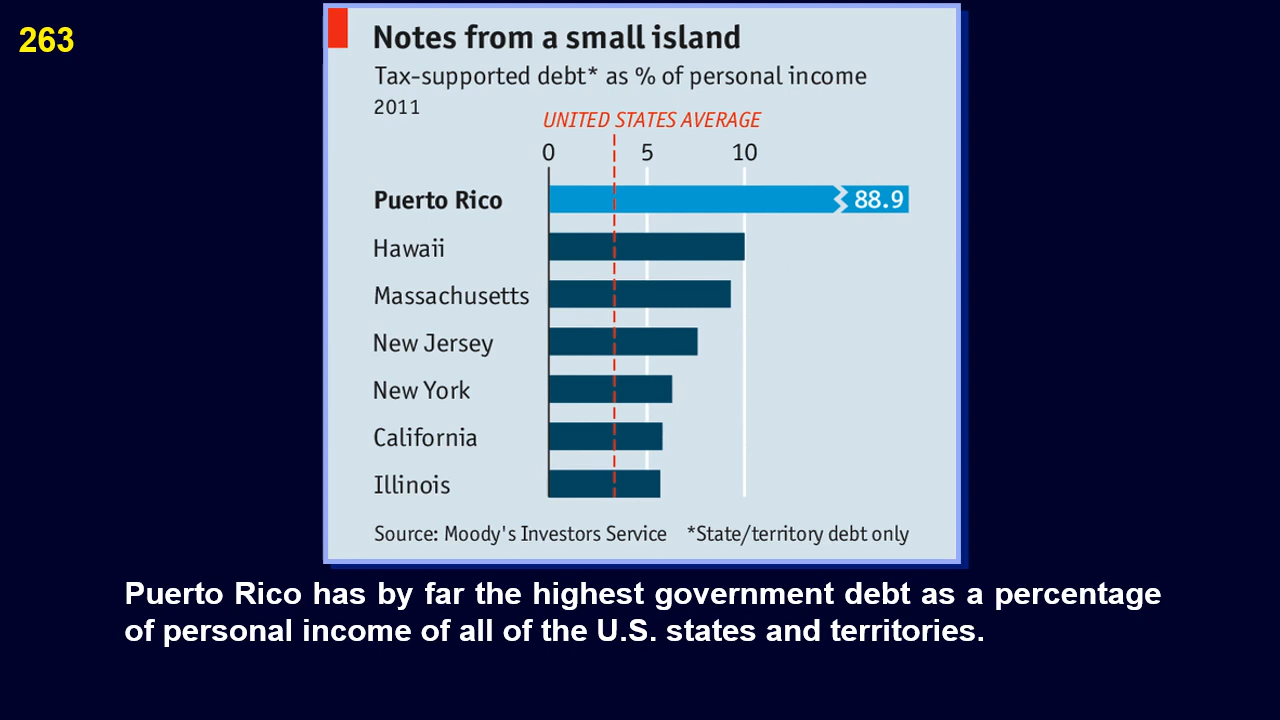 263
Notes from a small island
Tax-supported debt* as % of personal income
2011
UNITED STATES AVERAGE
0 5 10
Puerto Rico 88.9
Hawaii
Massachusetts
New Jersey
New York
California
Illinois
Source: Moody's Investors Service *State/territory debt only
Puerto Rico has by far the highest government debt as a percentage
of personal income of all of the U.S. states and territories.